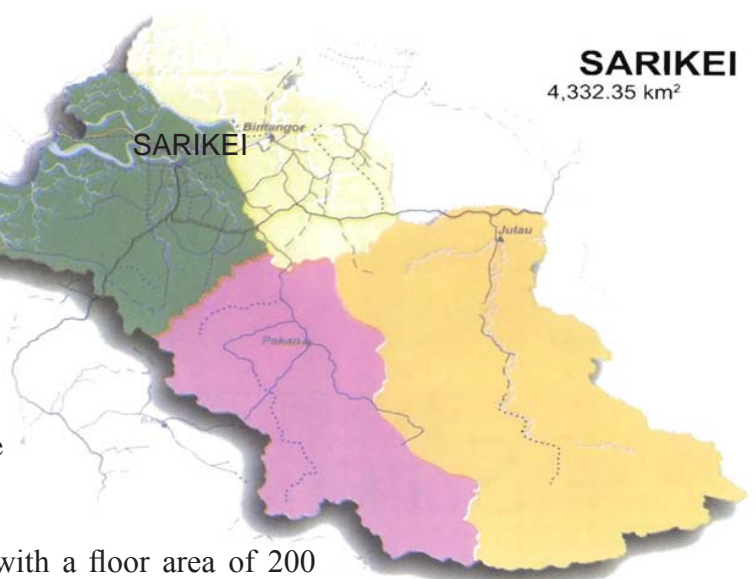 SARIKEI
4,332.35 km²
Bintangor
SARIKEI
Julau
Pakan
e
with a floor area of 200